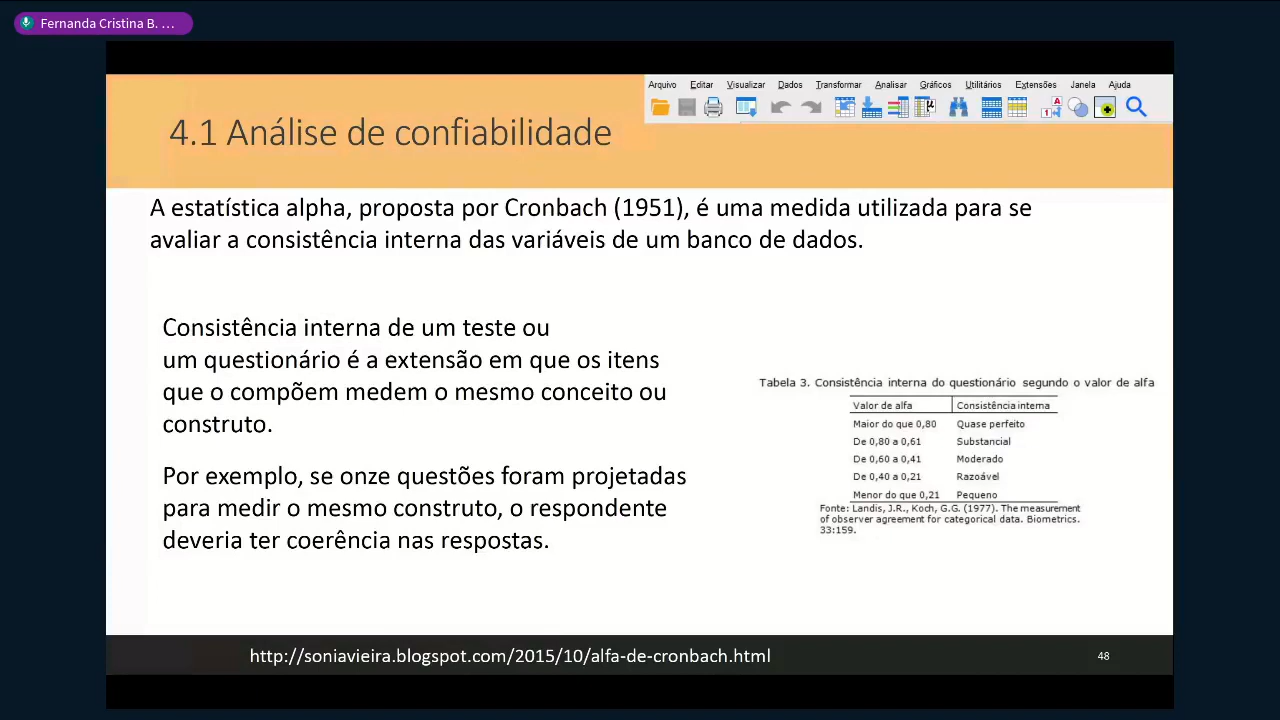 Fernanda Cristina B. ...
Arquivo Editar Visualizar Dados Transformar Analisar Gráficos Utilitários Extensões Janela Ajuda
4.1 Análise de confiabilidade
A estatística alpha, proposta por Cronbach (1951), é uma medida utilizada para se
avaliar a consistência interna das variáveis de um banco de dados.
Consistência interna de um teste ou
um questionário é a extensão em que os itens
que o compõem medem o mesmo conceito ou
construto.
Por exemplo, se onze questões foram projetadas
para medir o mesmo construto, o respondente
deveria ter coerência nas respostas.
Tabela 3. Consistência interna do questionário segundo o valor de alfa
Valor de alfa Consistência interna
Maior do que 0,80 Quase perfeito
De 0,80 a 0,61 Substancial
De 0,60 a 0,41 Moderado
De 0,40 a 0,21 Razoável
Menor do que 0,21 Pequeno
Fonte: Landis, J.R., Koch, G.G. (1977). The measurement
of observer agreement for categorical data. Biometrics.
33:159.
http://soniavieira.blogspot.com/2015/10/alfa-de-cronbach.html
48